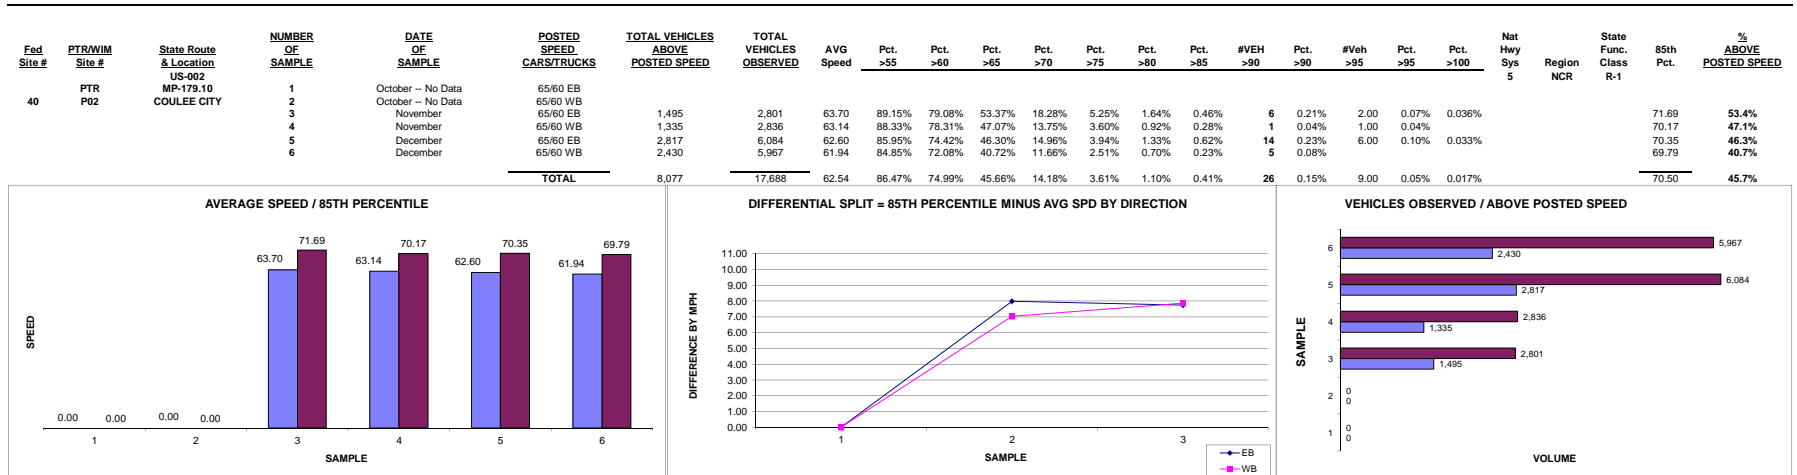 Fed Site # PTR/WIM Site # State Route & Location NUMBER OF SAMPLE DATE OF SAMPLE POSTED SPEED CARS/TRUCKS TOTAL VEHICLES ABOVE POSTED SPEED TOTAL VEHICLES OBSERVED AVG Speed Pct. >55 Pct. >60 Pct. >65 Pct. >70 Pct. >75 Pct. >80 Pct. >85 #VEH >90 Pct. >90 #Veh >95 Pct. >95 Pct. >100 Nat Hwy Sys Region State Func. Class 85th Pct. % ABOVE POSTED SPEED
US-002 5 NCR R-1
PTR MP-179.10 1 October -- No Data 65/60 EB
40 P02 COULEE CITY 2 October -- No Data 65/60 WB
3 November 65/60 EB 1,495 2,801 63.70 89.15% 79.08% 53.37% 18.28% 5.25% 1.64% 0.46% 6 0.21% 2.00 0.07% 0.036% 71.69 53.4%
4 November 65/60 WB 1,335 2,836 63.14 88.33% 78.31% 47.07% 13.75% 3.60% 0.92% 0.28% 1 0.04% 1.00 0.04% 70.17 47.1%
5 December 65/60 EB 2,817 6,084 62.60 85.95% 74.42% 46.30% 14.96% 3.94% 1.33% 0.62% 14 0.23% 6.00 0.10% 0.033% 70.35 46.3%
6 December 65/60 WB 2,430 5,967 61.94 84.85% 72.08% 40.72% 11.66% 2.51% 0.70% 0.23% 5 0.08% 69.79 40.7%
TOTAL 8,077 17,688 62.54 86.47% 74.99% 45.66% 14.18% 3.61% 1.10% 0.41% 26 0.15% 9.00 0.05% 0.017% 70.50 45.7%
AVERAGE SPEED / 85TH PERCENTILE
SPEED
0.00 0.00 0.00 0.00 63.70 71.69 63.14 70.17 62.60 70.35 61.94 69.79
1 2 3 4 5 6
SAMPLE
DIFFERENTIAL SPLIT = 85TH PERCENTILE MINUS AVG SPD BY DIRECTION
DIFFERENCE BY MPH
11.00
10.00
9.00
8.00
7.00
6.00
5.00
4.00
3.00
2.00
1.00
0.00
1 2 3
SAMPLE
EB
WB
VEHICLES OBSERVED / ABOVE POSTED SPEED
SAMPLE
6 5,967
2,430
5 6,084
2,817
4 2,836
1,335
3 2,801
1,495
2 0
0
1 0
0
VOLUME